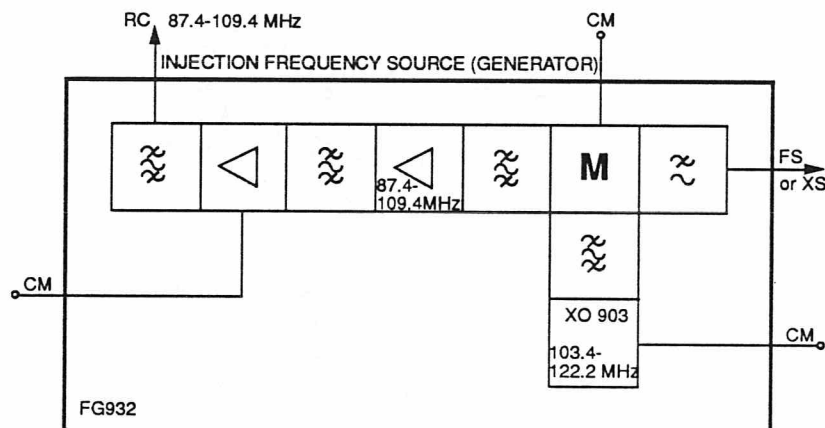 RC 87.4-109.4 MHz
CM
INJECTION FREQUENCY SOURCE (GENERATOR)
M
FS
or XS
87.4-
109.4MHz
CM
XO 903
103.4-
122.2 MHz
CM
FG932